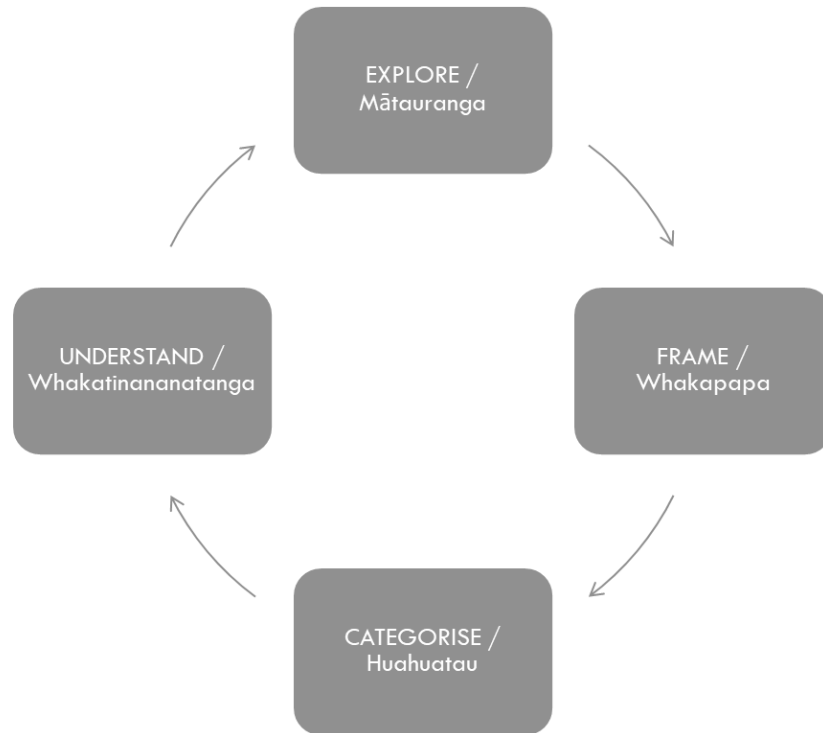 EXPLORE /
Mātauranga
FRAME /
Whakapapa
CATEGORISE /
Huahuatau
UNDERSTAND /
Whakatinananatanga